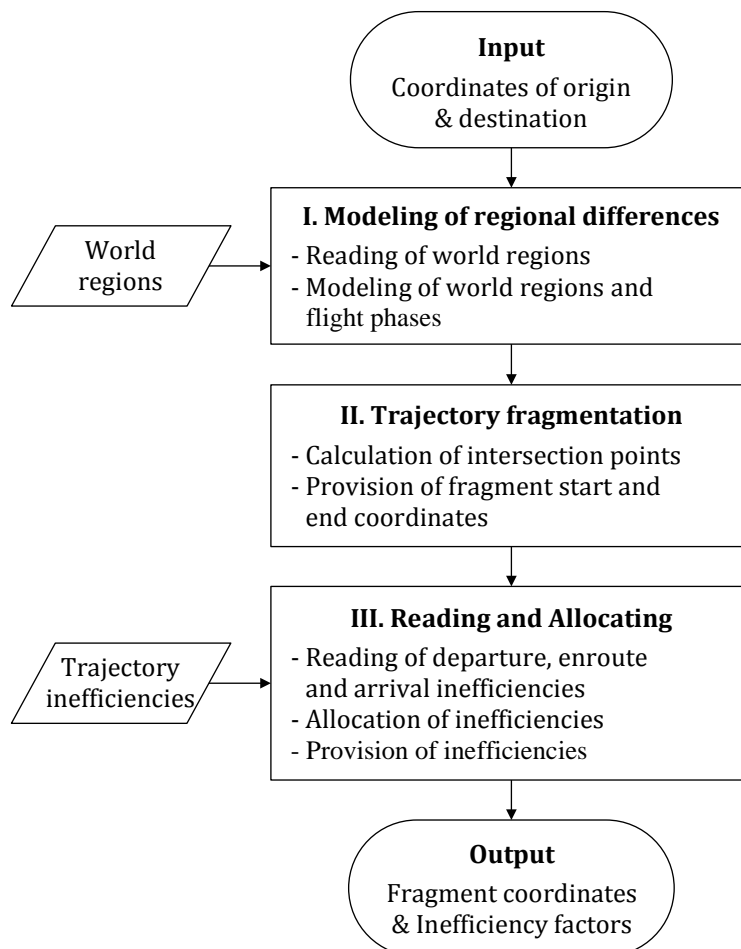 Input
Coordinates of origin
& destination
I. Modeling of regional differences
- Reading of world regions
- Modeling of world regions and
flight phases
World
regions
II. Trajectory fragmentation
- Calculation of intersection points
- Provision of fragment start and
end coordinates
III. Reading and Allocating
- Reading of departure, enroute
and arrival inefficiencies
- Allocation of inefficiencies
- Provision of inefficiencies
Trajectory
inefficiencies
Output
Fragment coordinates
& Inefficiency factors